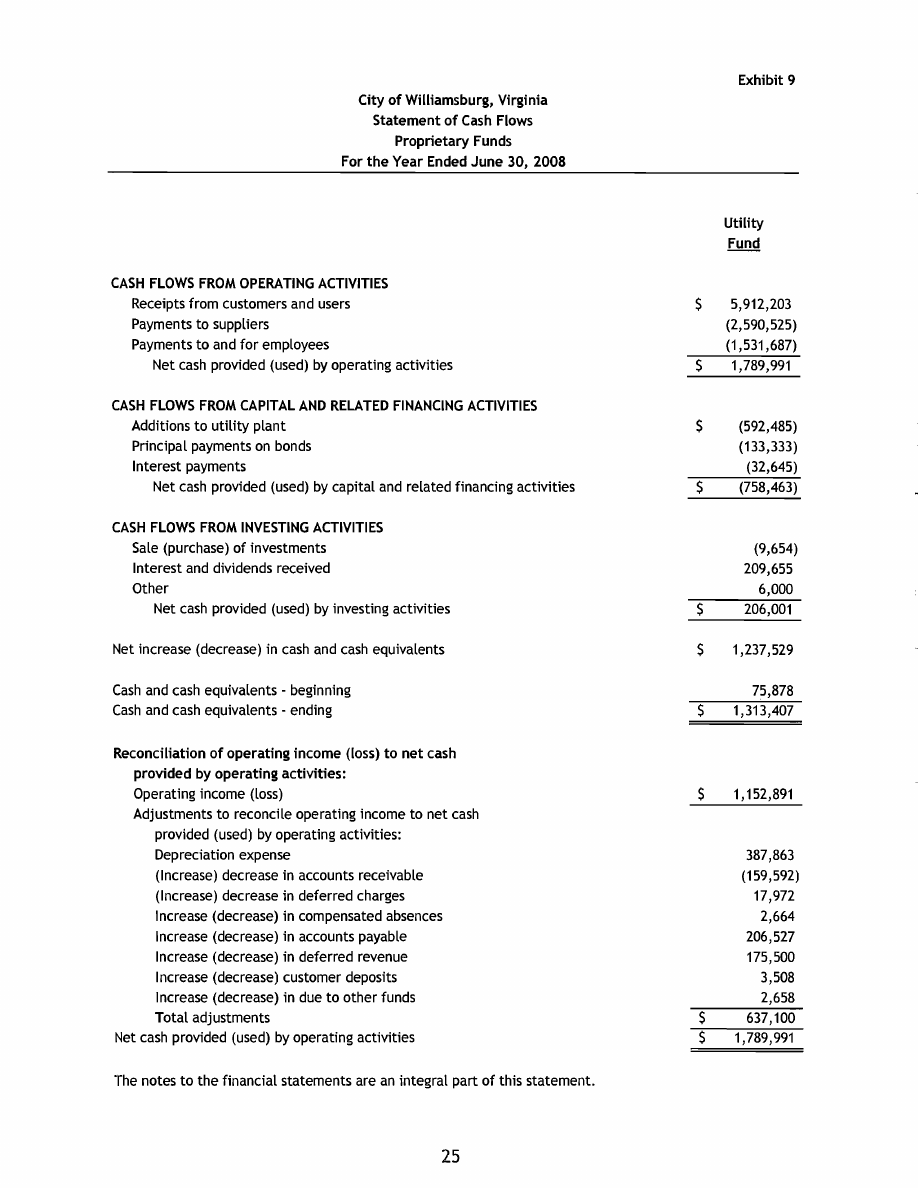 Exhibit 9
City of Williamsburg, Virginia
Statement of Cash Flows
Proprietary Funds
For the Year Ended June 30, 2008
Utility
Fund
CASH FLOWS FROM OPERATING ACTIVITIES
Receipts from customers and users $ 5,912,203
Payments to suppliers (2,590,525)
Payments to and for employees (1,531,687)
Net cash provided (used) by operating activities $ 1,789,991
CASH FLOWS FROM CAPITAL AND RELATED FINANCING ACTIVITIES
Additions to utility plant $ (592,485)
Principal payments on bonds (133,333)
Interest payments (32,645)
Net cash provided (used) by capital and related financing activities $ (758,463)
CASH FLOWS FROM INVESTING ACTIVITIES
Sale (purchase) of investments (9,654)
Interest and dividends received 209,655
Other 6,000
Net cash provided (used) by investing activities $ 206,001
Net increase (decrease) in cash and cash equivalents $ 1,237,529
Cash and cash equivalents - beginning 75,878
Cash and cash equivalents - ending $ 1,313,407
Reconciliation of operating income (loss) to net cash
provided by operating activities:
Operating income (loss) $ 1,152,891
Adjustments to reconcile operating income to net cash
provided (used) by operating activities:
Depreciation expense 387,863
(Increase) decrease in accounts receivable (159,592)
(Increase) decrease in deferred charges 17,972
Increase (decrease) in compensated absences 2,664
Increase (decrease) in accounts payable 206,527
Increase (decrease) in deferred revenue 175,500
Increase (decrease) customer deposits 3,508
Increase (decrease) in due to other funds 2,658
Total adjustments $ 637,100
Net cash provided (used) by operating activities $ 1,789,991
The notes to the financial statements are an integral part of this statement.
25